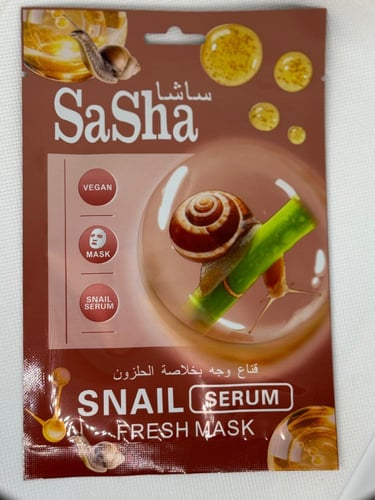 ساشا
SaSha
VEGAN
MASK
SNAIL
SERUM
قناع وجه بخلاصة الحلزون
SNAIL SERUM
FRESH MASK